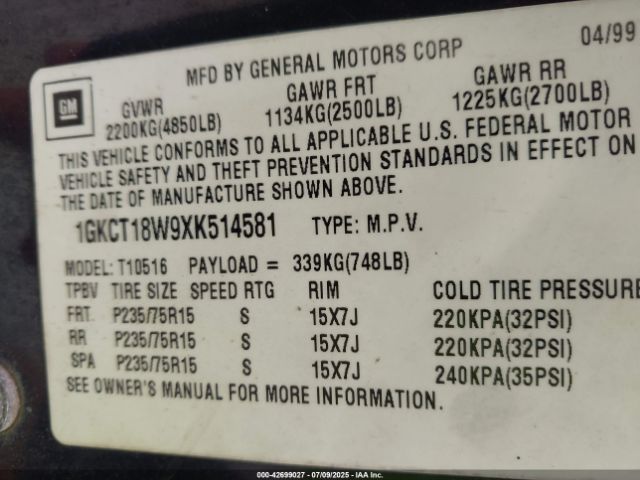 04/99
MFD BY GENERAL MOTORS CORP
GM
GVWR GAWR FRT GAWR RR
2200KG(4850LB) 1134KG(2500LB) 1225KG(2700LB)
THIS VEHICLE CONFORMS TO ALL APPLICABLE U.S. FEDERAL MOTOR
VEHICLE SAFETY AND THEFT PREVENTION STANDARDS IN EFFECT ON
THE DATE OF MANUFACTURE SHOWN ABOVE.
1GKCT18W9XK514581 TYPE: M.P.V.
MODEL: T10516 PAYLOAD = 339KG(748LB)
TPBV TIRE SIZE SPEED RTG RIM COLD TIRE PRESSURE
FRT. P235/75R15 S 15X7J 220KPA(32PSI)
RR P235/75R15 S 15X7J 220KPA(32PSI)
SPA P235/75R15 S 15X7J 240KPA(35PSI)
SEE OWNER'S MANUAL FOR MORE INFORMATION.
000-42699027 - 07/09/2025 - IAA Inc.